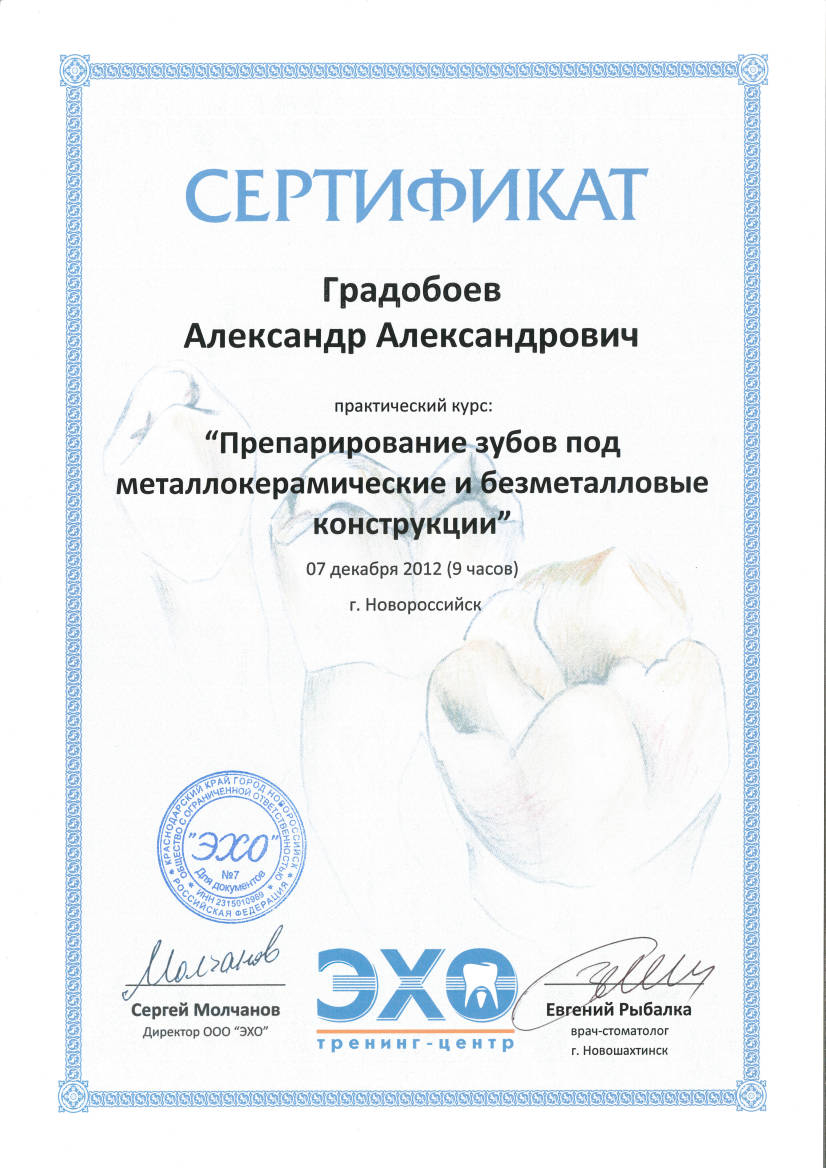 СЕРТИФИКАТ
Градобоев
Александр Александрович
практический курс:
“Препарирование зубов под
металлокерамические и безметалловые
конструкции”
07 декабря 2012 (9 часов)
г. Новороссийск
КРАСНОДАРСКИЙ КРАЙ ГОРОД НОВОРОССИЙСК
РОССИЙСКАЯ ФЕДЕРАЦИЯ
ОБЩЕСТВО С ОГРАНИЧЕННОЙ ОТВЕТСТВЕННОСТЬЮ
ИНН 2315010989
"ЭХО"
№7
Для документов
Молчанов
Сергей Молчанов
Директор ООО “ЭХО”
ЭХО
тренинг-центр
Евгений Рыбалка
врач-стоматолог
г. Новошахтинск